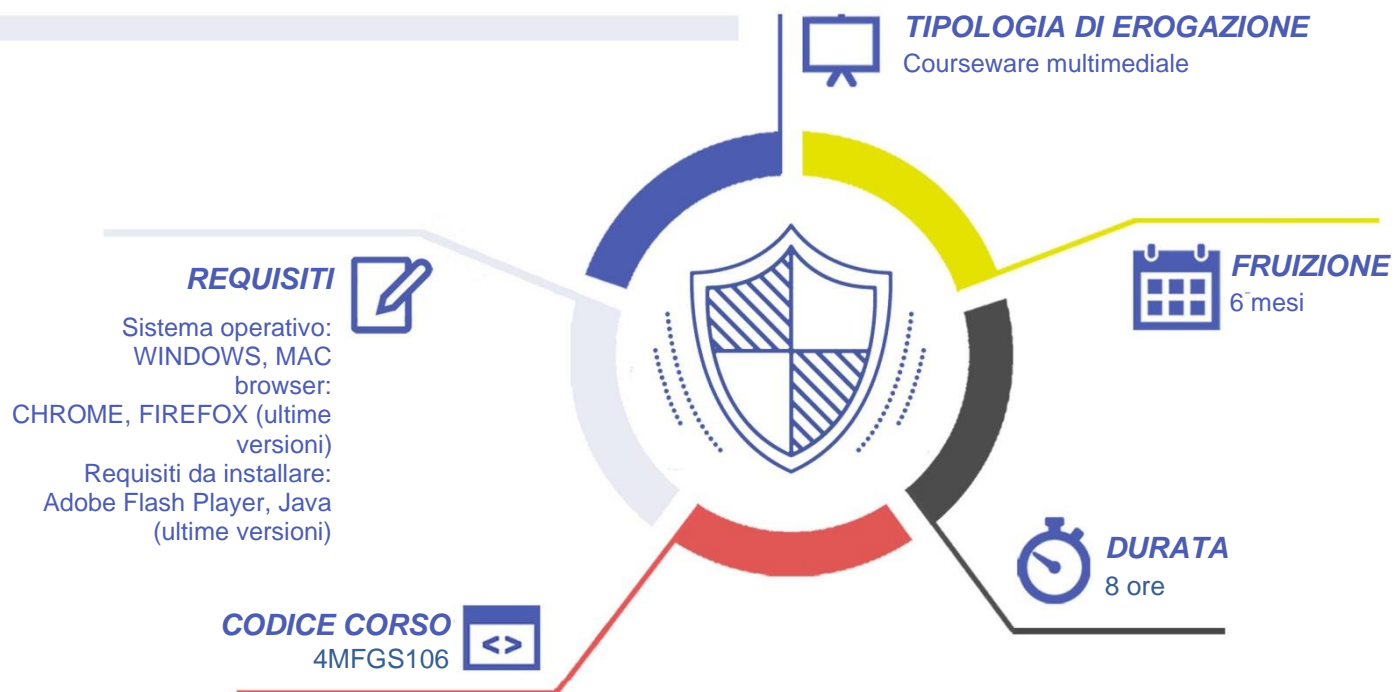 TIPOLOGIA DI EROGAZIONE
Courseware multimediale
REQUISITI
Sistema operativo:
WINDOWS, MAC
browser:
CHROME, FIREFOX (ultime
versioni)
Requisiti da installare:
Adobe Flash Player, Java
(ultime versioni)
FRUIZIONE
6 mesi
DURATA
8 ore
CODICE CORSO
4MFGS106
<>